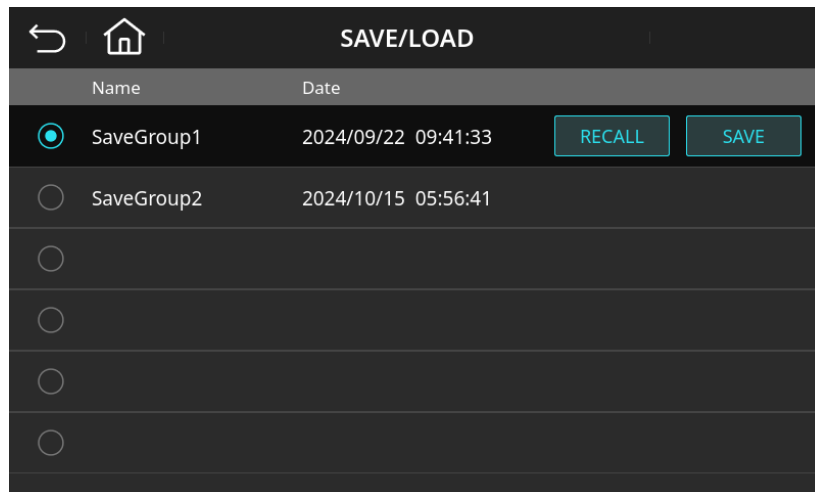 SAVE/LOAD
Name Date
SaveGroup1 2024/09/22 09:41:33 RECALL SAVE
SaveGroup2 2024/10/15 05:56:41